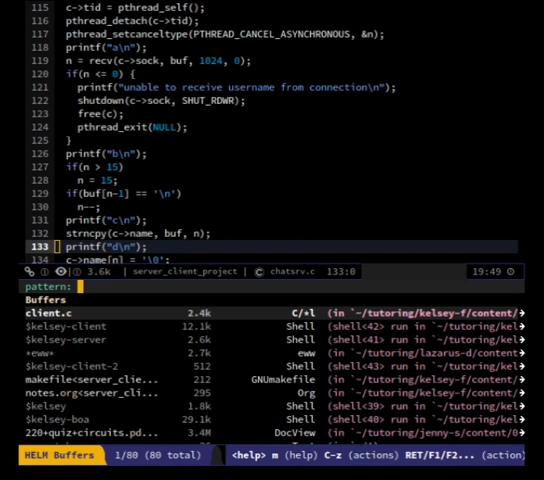 115 c->tid = pthread_self();
116 pthread_detach(c->tid);
117 pthread_setcanceltype(PTHREAD_CANCEL_ASYNCHRONOUS, &n);
118 printf("a\n");
119 n = recv(c->sock, buf, 1024, 0);
120 if(n <= 0) {
121 printf("unable to receive username from connection\n");
122 shutdown(c->sock, SHUT_RDWR);
123 free(c);
124 pthread_exit(NULL);
125 }
126 printf("b\n");
127 if(n > 15)
128 n = 15;
129 if(buf[n-1] == '\n')
130 n--;
131 printf("c\n");
132 strncpy(c->name, buf, n);
133 printf("d\n");
134 c->name[n] = '\0';
3.6k | server_client_project | chatsrv.c 133:0 19:49
pattern:
Buffers
client.c 2.4k C/*l (in `~/tutoring/kelsey-f/content/
$kelsey-client 12.1k Shell (shell<42> run in `~/tutoring/kel
$kelsey-server 2.6k Shell (shell<41> run in `~/tutoring/kel
*eww* 2.7k eww (in `~/tutoring/lazarus-d/content
$kelsey-client-2 512 Shell (shell<43> run in `~/tutoring/kel
makefile<server_clie... 212 GNUmakefile (in `~/tutoring/kelsey-f/content/
notes.org<server_cli... 295 Org (in `~/tutoring/kelsey-f/content/
$kelsey 1.8k Shell (shell<39> run in `~/tutoring/kel
$kelsey-boa 29.1k Shell (shell<40> run in `~/tutoring/kel
220+quiz+circuits.pd... 3.4M DocView (in `~/tutoring/jenny-s/content/0
HELM Buffers 1/80 (80 total) <help> m (help) C-z (actions) RET/F1/F2... (action)